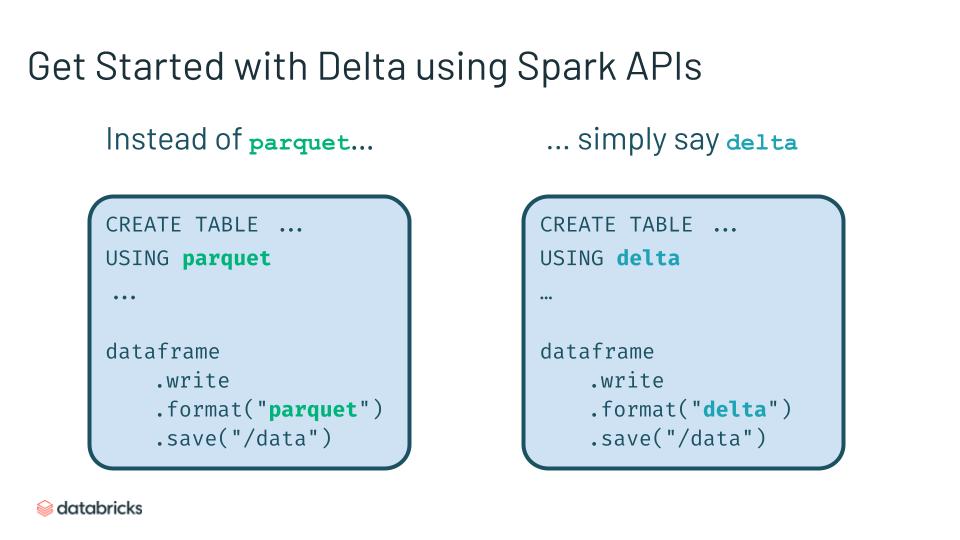 Get Started with Delta using Spark APIs
Instead of parquet...
CREATE TABLE ...
USING parquet
...
dataframe
.write
.format("parquet")
.save("/data")
... simply say delta
CREATE TABLE ...
USING delta
…
dataframe
.write
.format("delta")
.save("/data")
databricks